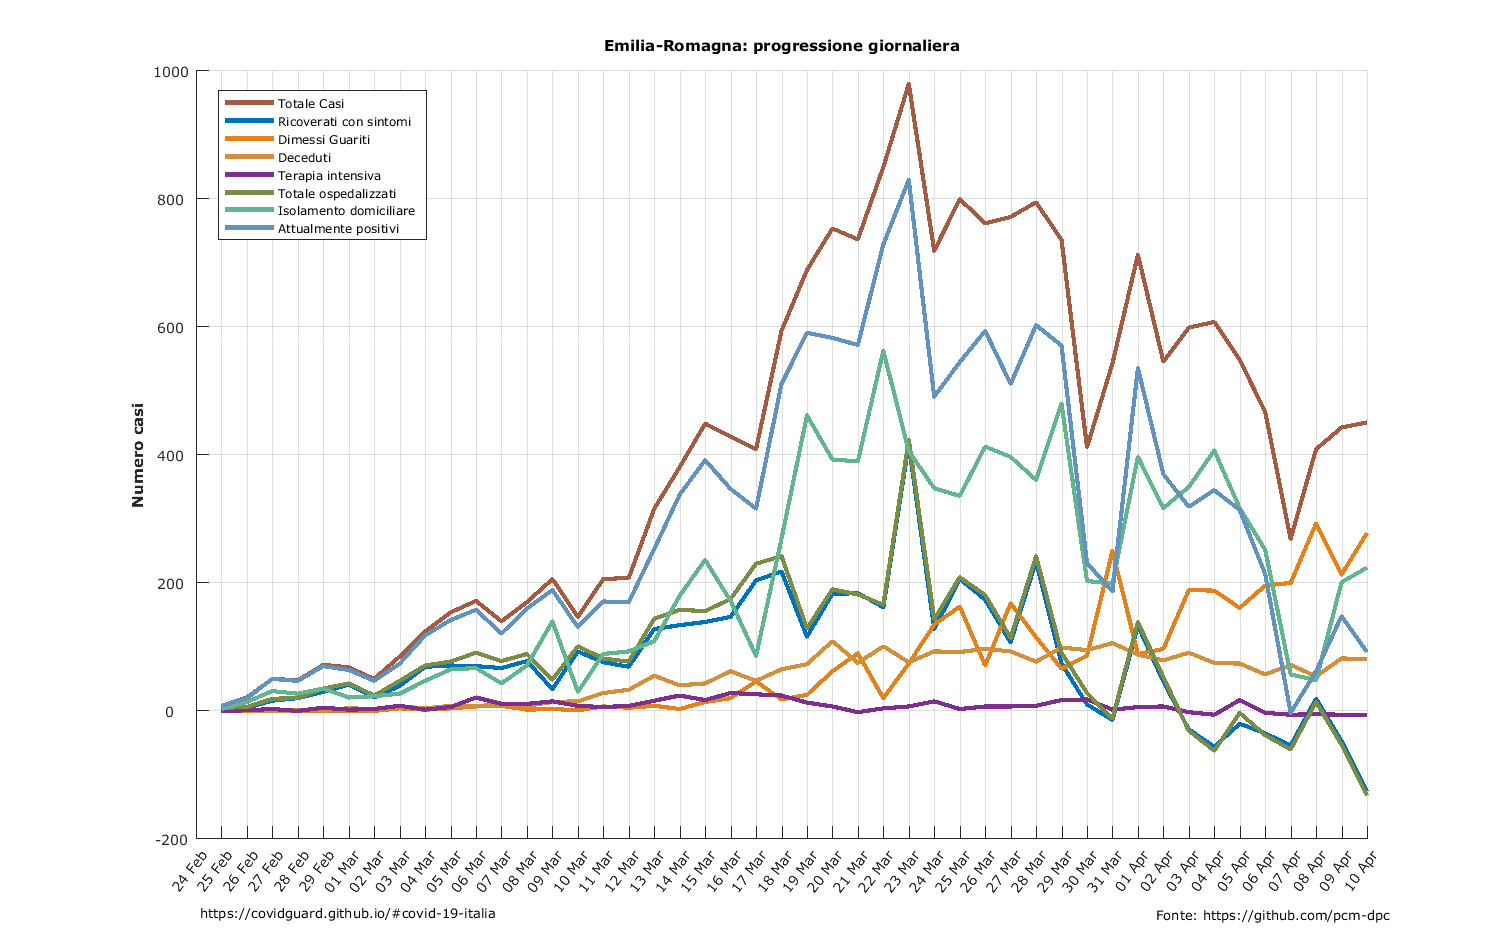 Emilia-Romagna: progressione giornaliera
1000
800
600
400
200
0
-200
Numero casi
Totale Casi
Ricoverati con sintomi
Dimessi Guariti
Deceduti
Terapia intensiva
Totale ospedalizzati
Isolamento domiciliare
Attualmente positivi
24 Feb
25 Feb
26 Feb
27 Feb
28 Feb
29 Feb
01 Mar
02 Mar
03 Mar
04 Mar
05 Mar
06 Mar
07 Mar
08 Mar
09 Mar
10 Mar
11 Mar
12 Mar
13 Mar
14 Mar
15 Mar
16 Mar
17 Mar
18 Mar
19 Mar
20 Mar
21 Mar
22 Mar
23 Mar
24 Mar
25 Mar
26 Mar
27 Mar
28 Mar
29 Mar
30 Mar
31 Mar
01 Apr
02 Apr
03 Apr
04 Apr
05 Apr
06 Apr
07 Apr
08 Apr
09 Apr
10 Apr
https://covidguard.github.io/#covid-19-italia
Fonte: https://github.com/pcm-dpc